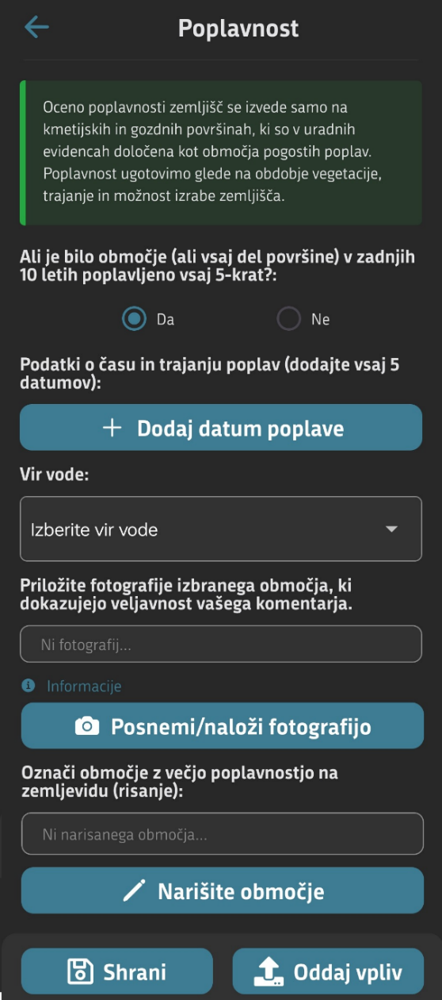 Poplavnost
Oceno poplavnosti zemljišč se izvede samo na
kmetijskih in gozdnih površinah, ki so v uradnih
evidencah določena kot območja pogostih poplav.
Poplavnost ugotovimo glede na obdobje vegetacije,
trajanje in možnost izrabe zemljišča.
Ali je bilo območje (ali vsaj del površine) v zadnjih
10 letih poplavljeno vsaj 5-krat?:
Da
Ne
Podatki o času in trajanju poplav (dodajte vsaj 5
datumov):
+ Dodaj datum poplave
Vir vode:
Izberite vir vode
Priložite fotografije izbranega območja, ki
dokazujejo veljavnost vašega komentarja.
Ni fotografij...
Informacije
Posnemi/naloži fotografijo
Označi območje z večjo poplavnostjo na
zemljevidu (risanje):
Ni narisanega območja...
Narišite območje
Shrani
Oddaj vpliv